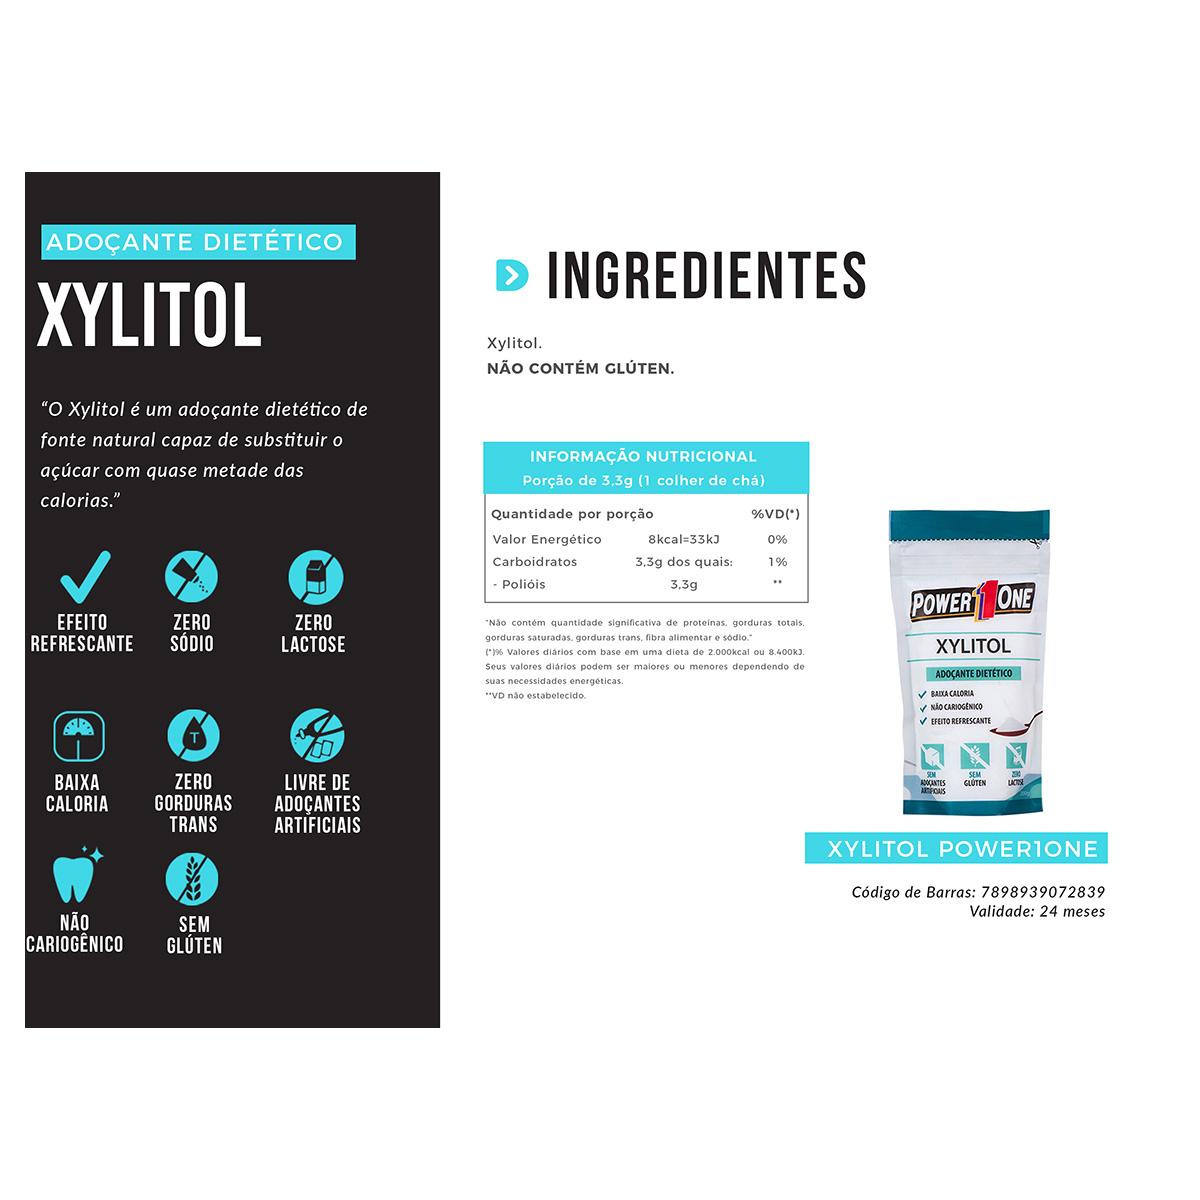 ADOÇANTE DIETÉTICO
XYLITOL
“O Xylitol é um adoçante dietético de
fonte natural capaz de substituir o
açúcar com quase metade das
calorias.”
EFEITO
REFRESCANTE
ZERO
SÓDIO
ZERO
LACTOSE
BAIXA
CALORIA
ZERO
GORDURAS
TRANS
LIVRE DE
ADOÇANTES
ARTIFICIAIS
NÃO
CARIOGÊNICO
SEM
GLÚTEN
INGREDIENTES
Xylitol.
NÃO CONTÉM GLÚTEN.
INFORMAÇÃO NUTRICIONAL
Porção de 3,3g (1 colher de chá)
Quantidade por porção %VD(*)
Valor Energético 8kcal=33kJ 0%
Carboidratos 3,3g dos quais: 1%
- Polióis 3,3g **
"Não contém quantidade significativa de proteínas, gorduras totais,
gorduras saturadas, gorduras trans, fibra alimentar e sódio."
(*)% Valores diários com base em uma dieta de 2.000kcal ou 8.400kJ.
Seus valores diários podem ser maiores ou menores dependendo de
suas necessidades energéticas.
**VD não estabelecido.
POWER1ONE
XYLITOL
ADOÇANTE DIETÉTICO
BAIXA CALORIA
NÃO CARIOGÊNICO
EFEITO REFRESCANTE
SEM
ADOÇANTES
ARTIFICIAIS
SEM
GLÚTEN
ZERO
LACTOSE
XYLITOL POWER1ONE
Código de Barras: 7898939072839
Validade: 24 meses